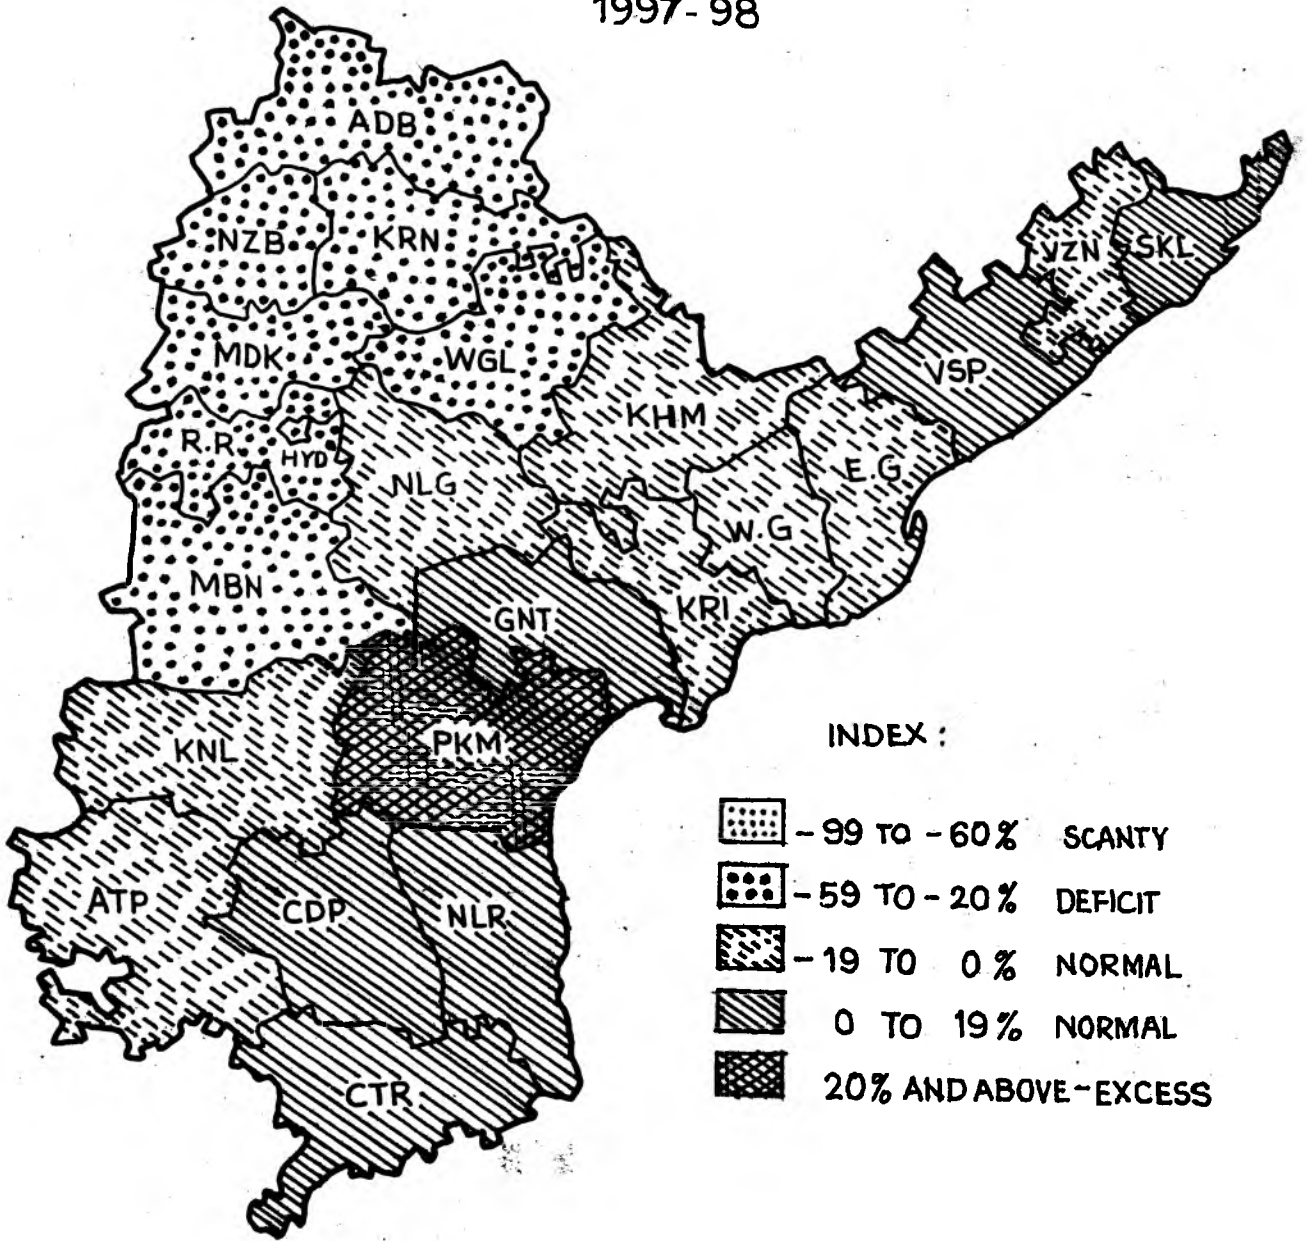 1997-98
ADB
NZB
KRN
MDK
WGL
R.R
HYD
NLG
KHM
VZN
SKL
VSP
E.G
W.G
MBN
GNT
KRI
KNL
PKM
ATP
CDP
NLR
CTR
INDEX :
-99 TO -60% SCANTY
-59 TO -20% DEFICIT
-19 TO 0% NORMAL
0 TO 19% NORMAL
20% AND ABOVE-EXCESS